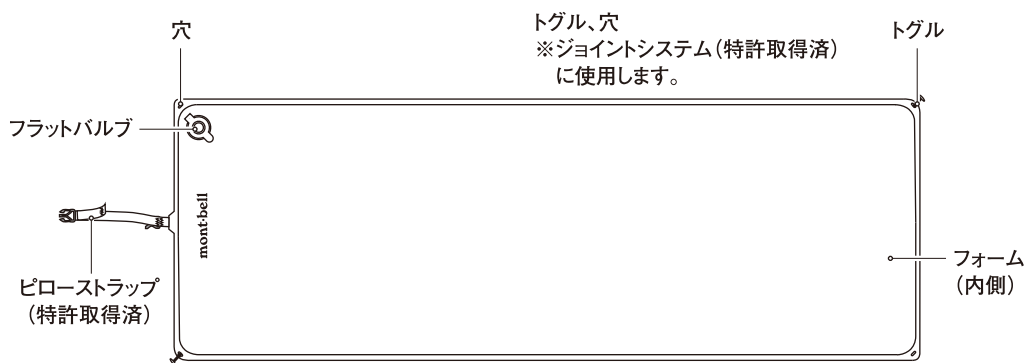 穴
トグル、穴
※ジョイントシステム(特許取得済)
に使用します。
トグル
フラットバルブ
mont-bell
ピローストラップ
(特許取得済)
フォーム
(内側)